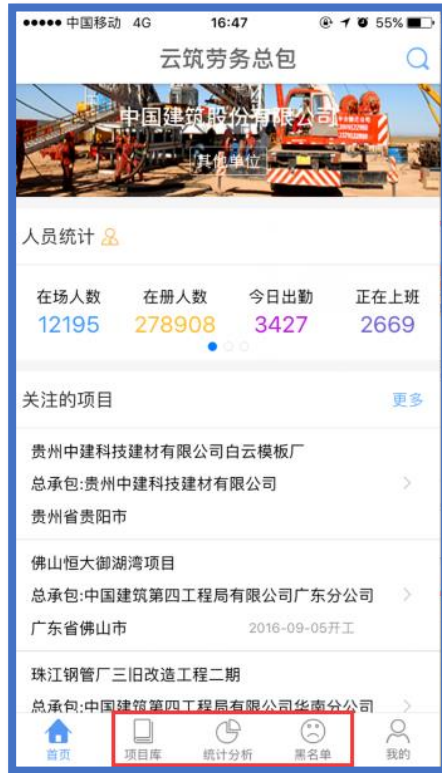 中国移动 4G 16:47 55%
云筑劳务总包
中国建筑股份有限公司
其他单位
人员统计
在场人数 在册人数 今日出勤 正在上班
12195 278908 3427 2669
关注的项目 更多
贵州中建科技建材有限公司白云模板厂
总承包:贵州中建科技建材有限公司
贵州省贵阳市
佛山恒大御湖湾项目
总承包:中国建筑第四工程局有限公司广东分公司
广东省佛山市 2016-09-05开工
珠江钢管厂三旧改造工程二期
总承包:中国建筑第四工程局有限公司华南分公司
首页 项目库 统计分析 黑名单 我的